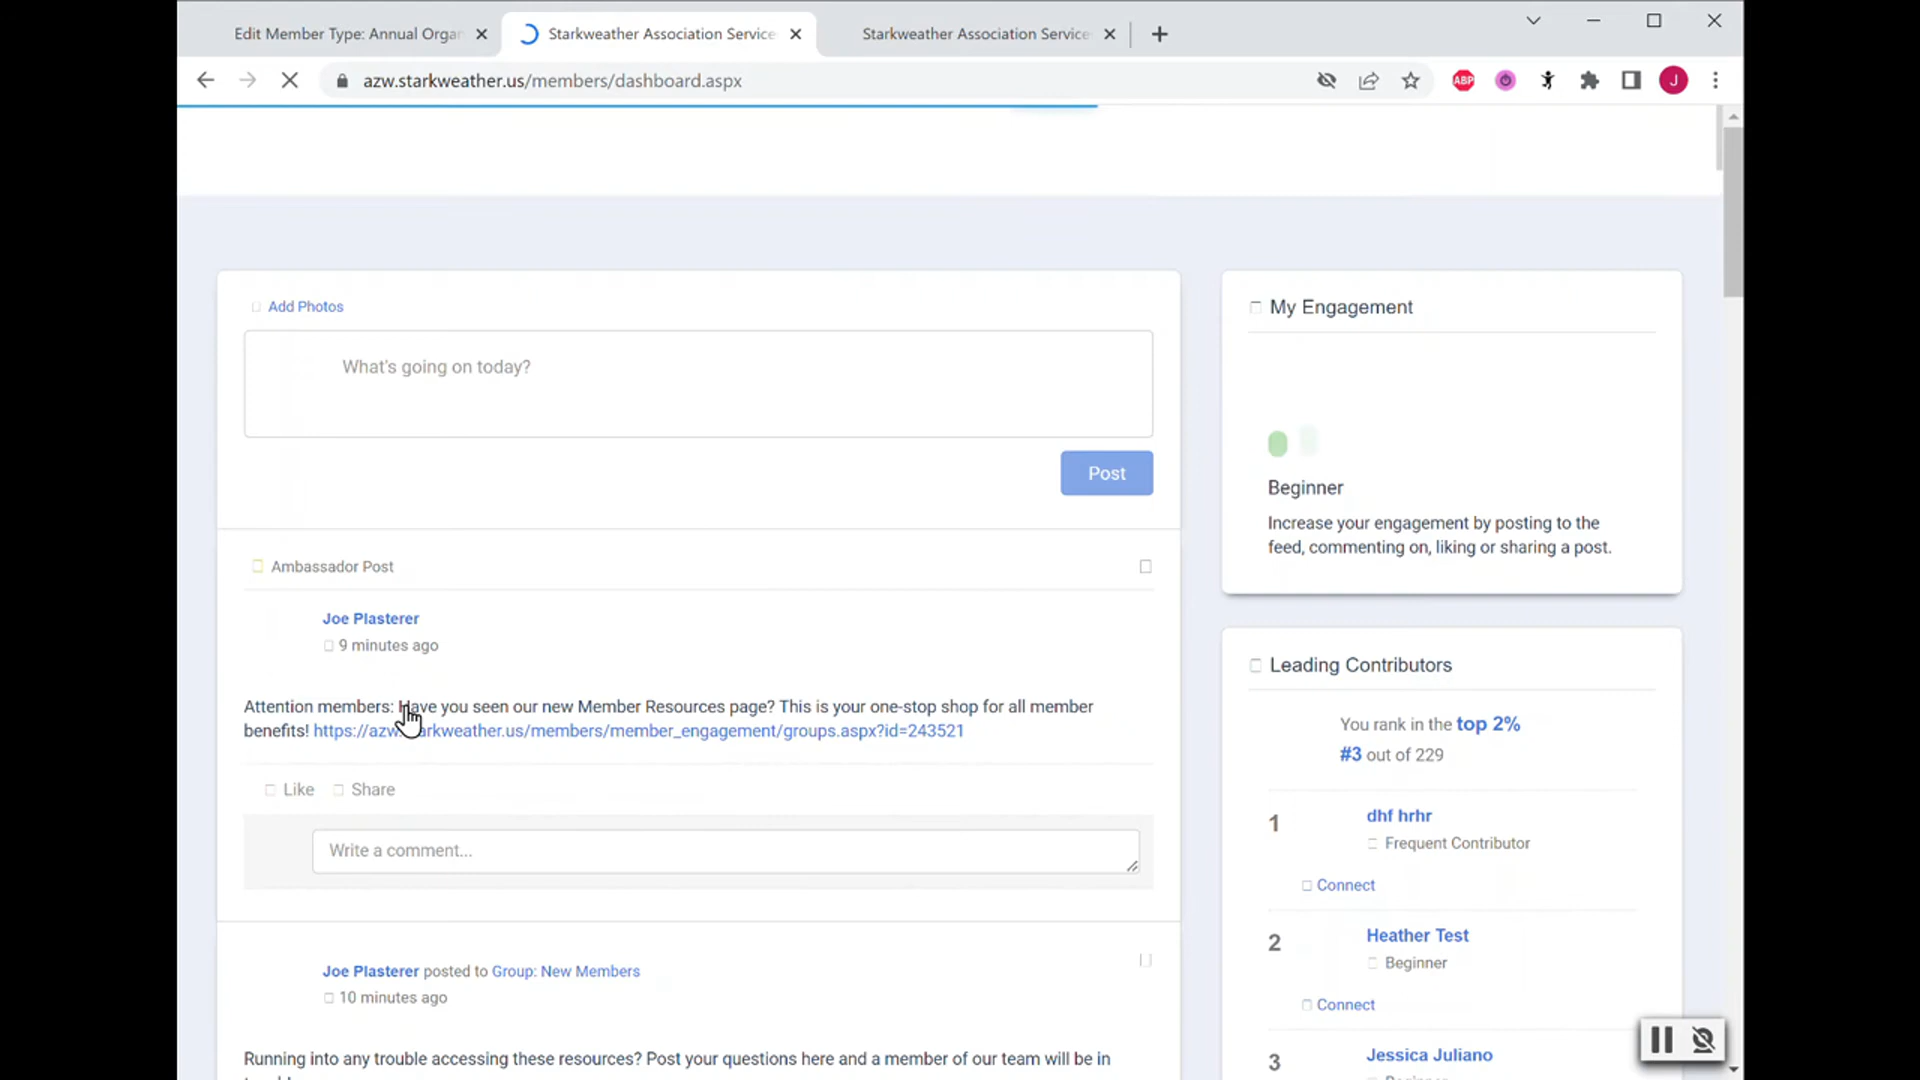 Edit Member Type: Annual Organ
Starkweather Association Service
Starkweather Association Service
azw.starkweather.us/members/dashboard.aspx
ABP
J
Add Photos
What's going on today?
Post
Ambassador Post
Joe Plasterer
9 minutes ago
Attention members: Have you seen our new Member Resources page? This is your one-stop shop for all member
benefits! https://azw.starkweather.us/members/member_engagement/groups.aspx?id=243521
Like Share
Write a comment...
Joe Plasterer posted to Group: New Members
10 minutes ago
Running into any trouble accessing these resources? Post your questions here and a member of our team will be in
My Engagement
Beginner
Increase your engagement by posting to the
feed, commenting on, liking or sharing a post.
Leading Contributors
You rank in the top 2%
#3 out of 229
1 dhf hrhr
Frequent Contributor
Connect
2 Heather Test
Beginner
Connect
3 Jessica Juliano